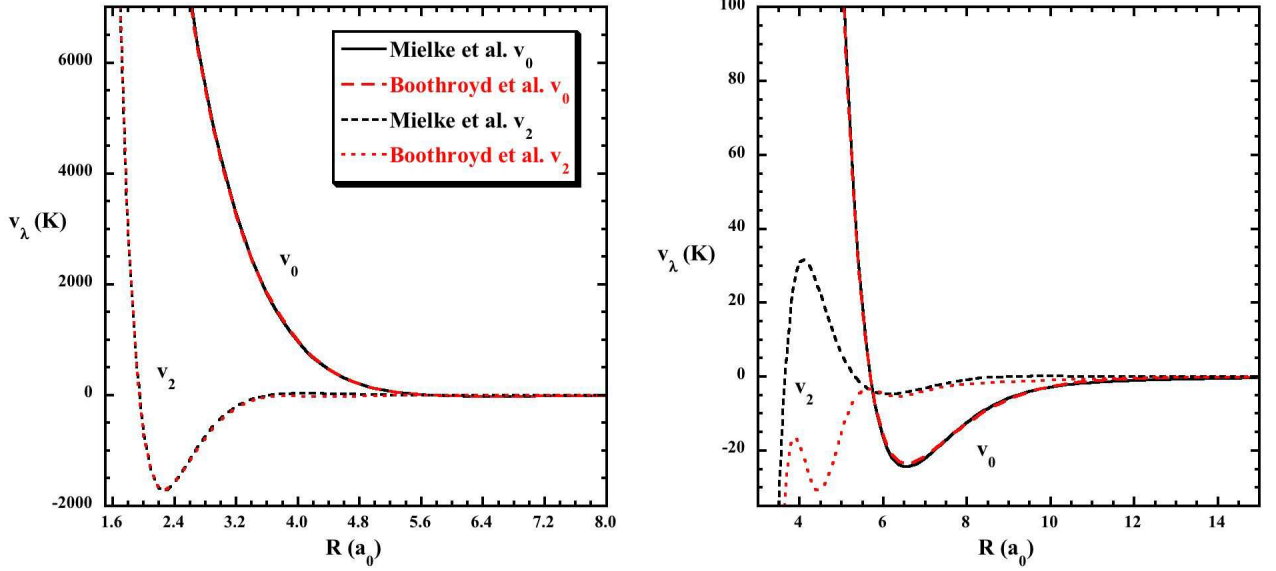 6000
4000
2000
0
-2000
v_λ (K)
Mielke et al. v_0
Boothroyd et al. v_0
Mielke et al. v_2
Boothroyd et al. v_2
v_0
v_2
1.6 2.4 3.2 4.0 4.8 5.6 6.4 7.2 8.0
R (a_0)
100
80
60
40
20
0
-20
v_λ (K)
v_2
v_0
4 6 8 10 12 14
R (a_0)